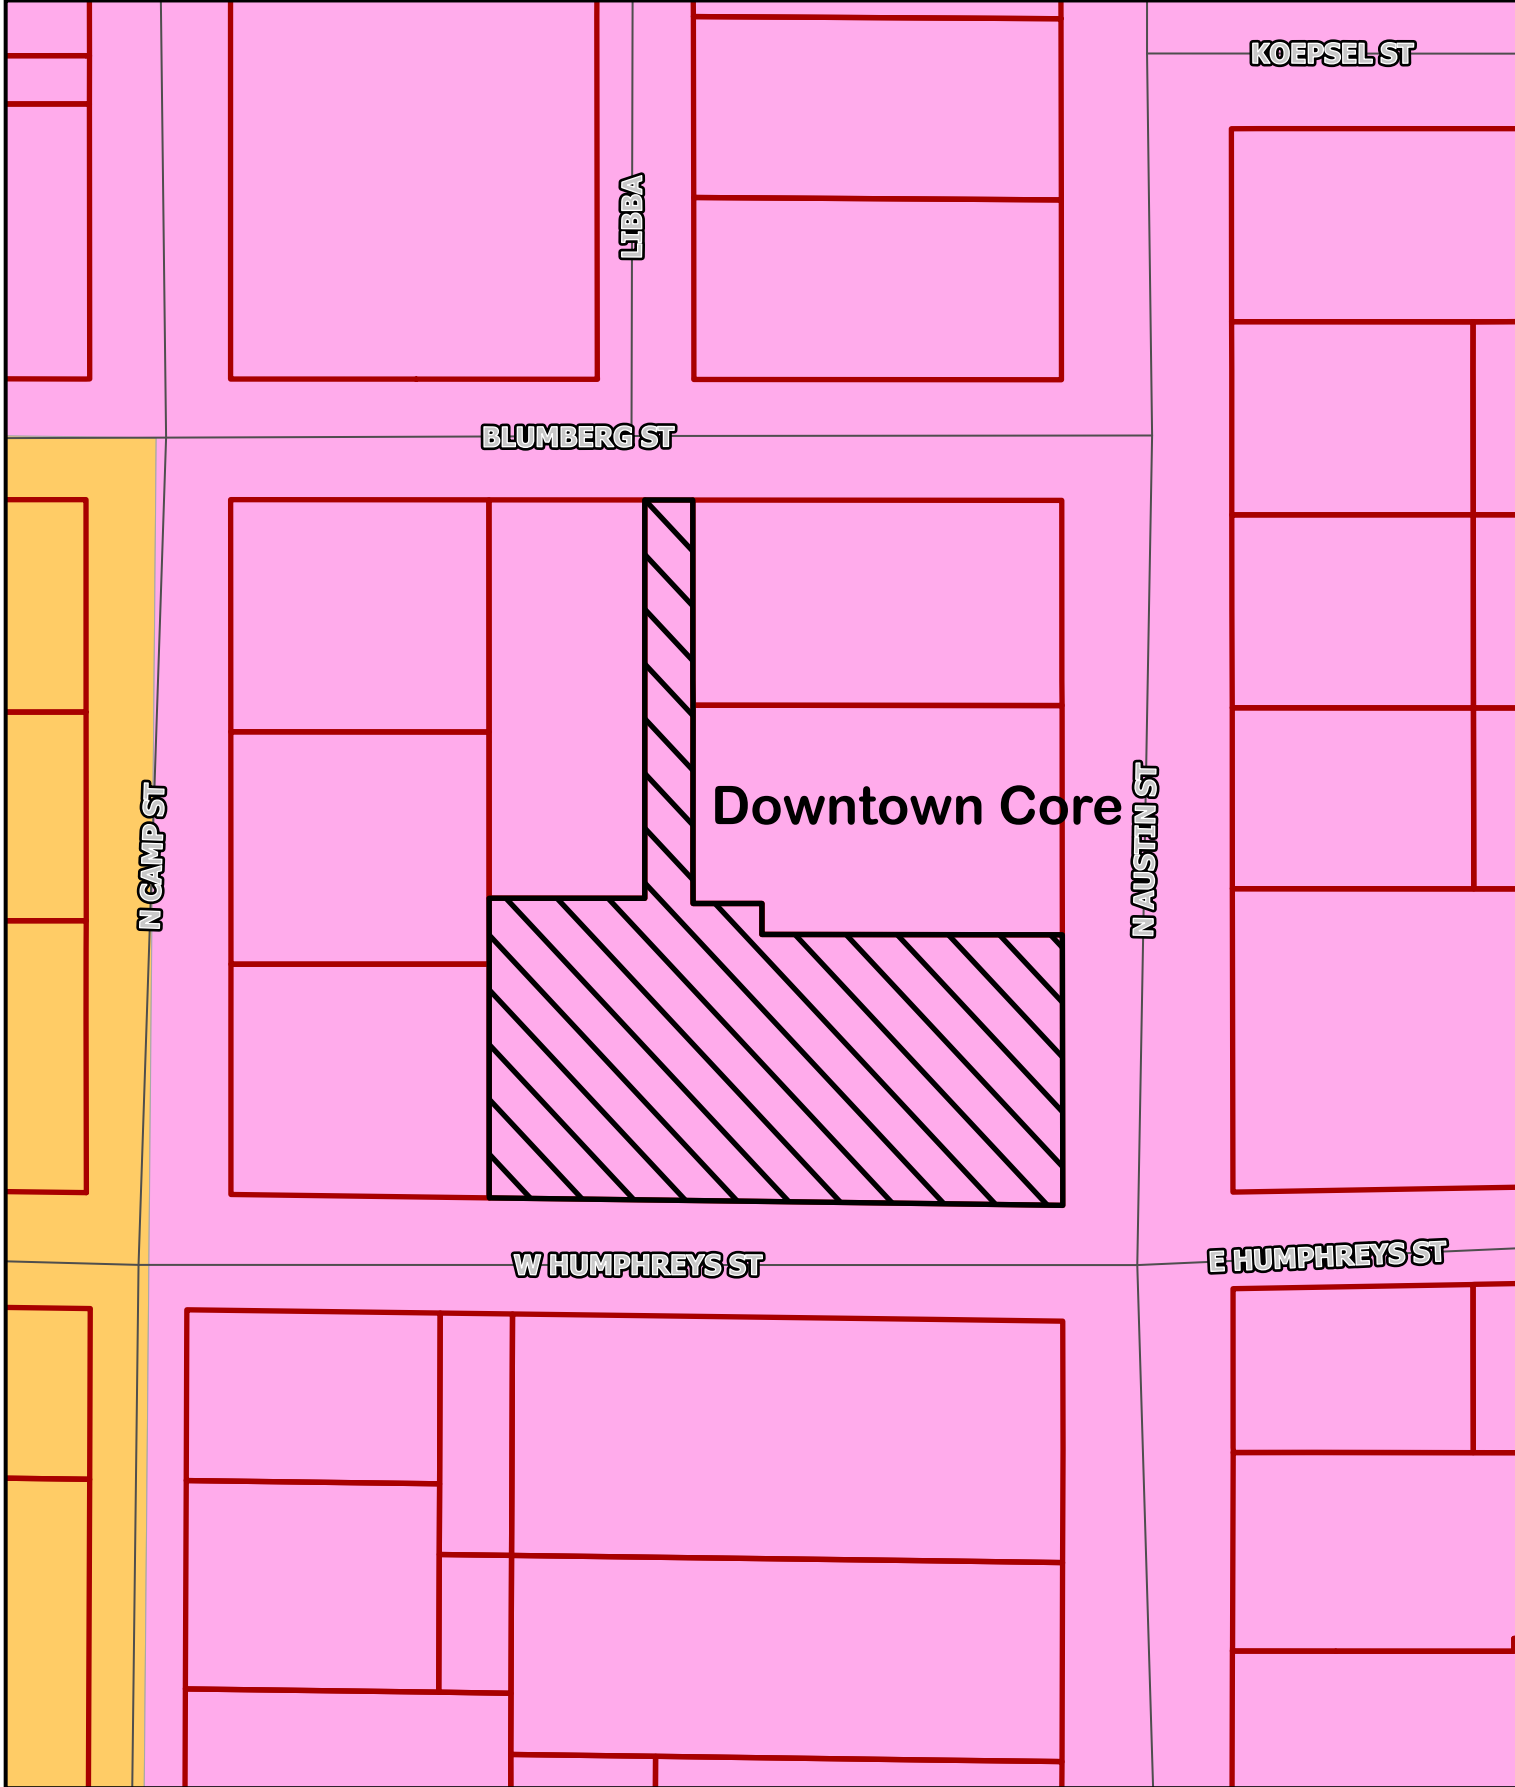 KOEPSEL ST
LIBBA
BLUMBERG ST
N CAMP ST
Downtown Core
N AUSTIN ST
W HUMPHREYS ST
E HUMPHREYS ST